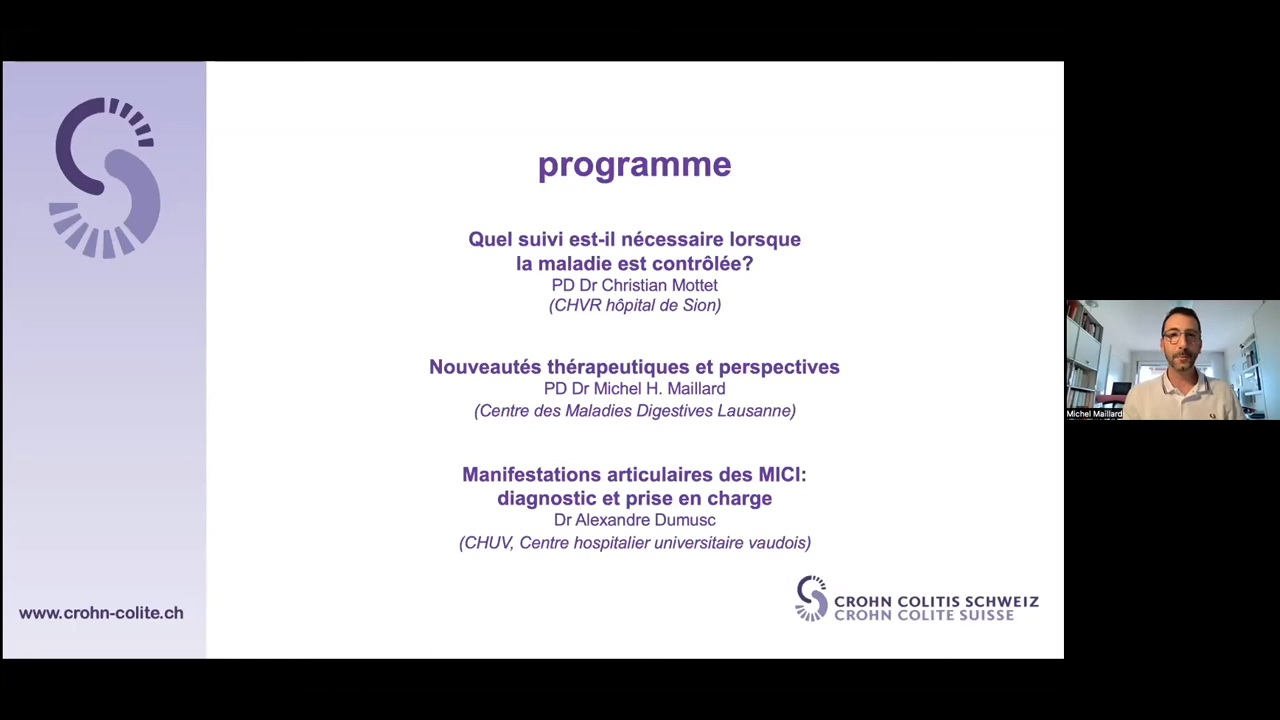 programme
Quel suivi est-il nécessaire lorsque
la maladie est contrôlée?
PD Dr Christian Mottet
(CHVR hôpital de Sion)
Nouveautés thérapeutiques et perspectives
PD Dr Michel H. Maillard
(Centre des Maladies Digestives Lausanne)
Manifestations articulaires des MICI:
diagnostic et prise en charge
Dr Alexandre Dumusc
(CHUV, Centre hospitalier universitaire vaudois)
www.crohn-colite.ch
CROHN COLITIS SCHWEIZ
CROHN COLITE SUISSE
Michel Maillard